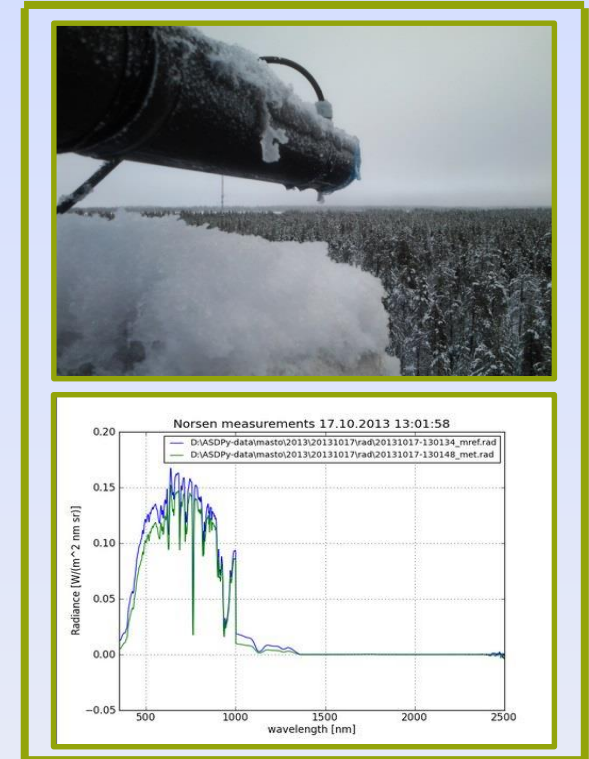 Norsen measurements 17.10.2013 13:01:58
D:\ASDPy-data\masto\2013\20131017\rad\20131017-130134_mref.rad
D:\ASDPy-data\masto\2013\20131017\rad\20131017-130148_met.rad
Radiance [W/(m^2 nm sr)]
0.20
0.15
0.10
0.05
0.00
−0.05
500 1000 1500 2000 2500
wavelength [nm]